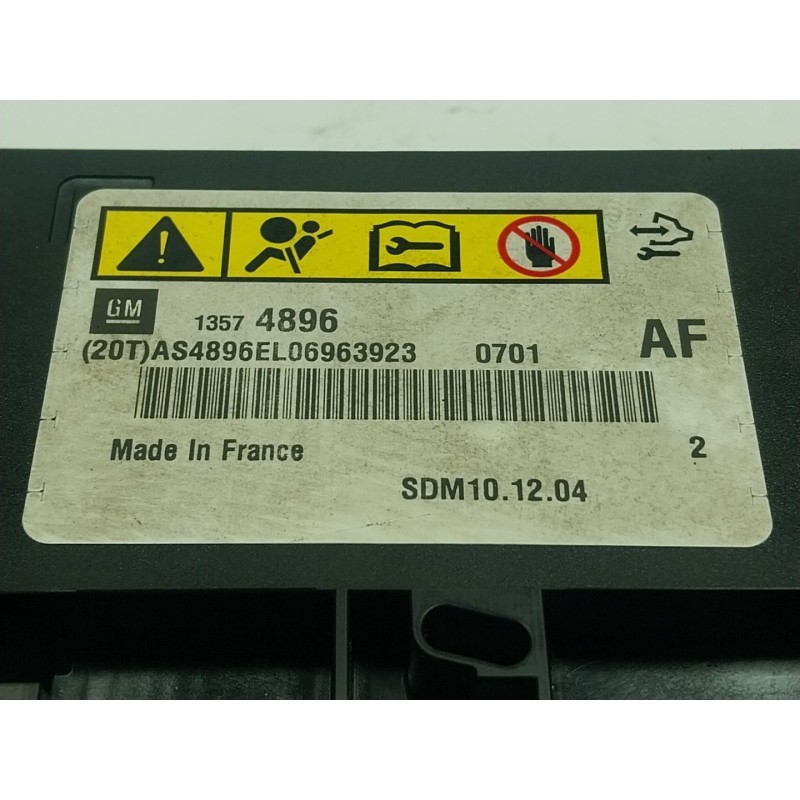 GM 1357 4896
(20T)AS4896EL06963923 0701 AF
Made In France 2
SDM10.12.04